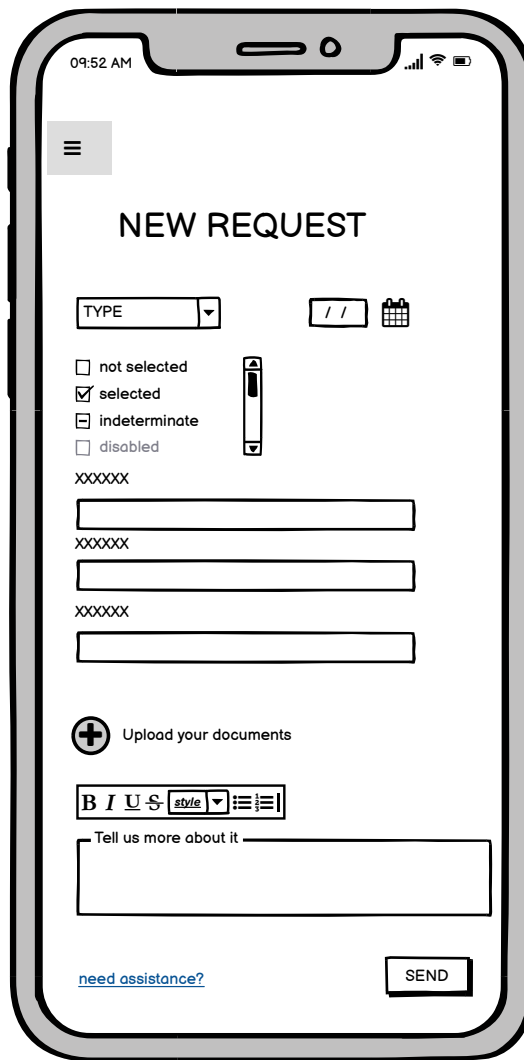 09:52 AM
NEW REQUEST
TYPE
/ /
not selected
selected
indeterminate
disabled
XXXXXX
XXXXXX
XXXXXX
Upload your documents
B I U S style
Tell us more about it
need assistance?
SEND